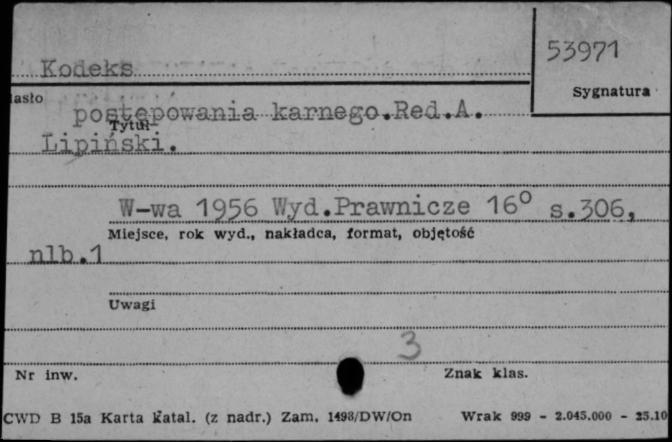 53971
Kodeks
Sygnatura
asło
postępowania karnego.Red.A.
Tytuł
Lipiński.
W-wa 1956 Wyd.Prawnicze 16° s.306,
Miejsce, rok wyd., nakładca, format, objętość
nlb.1
Uwagi
3
Nr inw. Znak klas.
CWD B 15a Karta katal. (z nadr.) Zam. 1498/DW/On Wrak 999 - 2.045.000 - 25.10